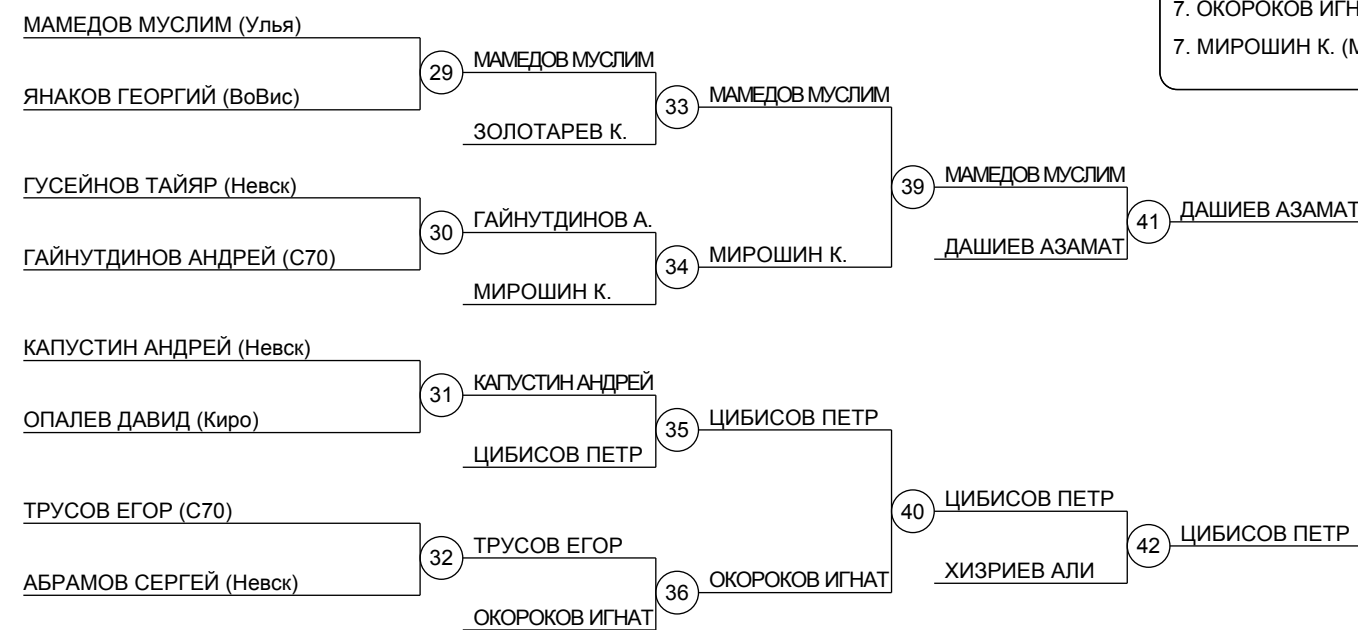 7. ОКОРОКОВ ИГН
7. МИРОШИН К. (
МАМЕДОВ МУСЛИМ (Улья)
29
МАМЕДОВ МУСЛИМ
ЯНАКОВ ГЕОРГИЙ (ВоВис)
33
МАМЕДОВ МУСЛИМ
ЗОЛОТАРЕВ К.
39
МАМЕДОВ МУСЛИМ
ГУСЕЙНОВ ТАЙЯР (Невск)
30
ГАЙНУТДИНОВ А.
41
ДАШИЕВ АЗАМАТ
ГАЙНУТДИНОВ АНДРЕЙ (С70)
34
МИРОШИН К.
ДАШИЕВ АЗАМАТ
МИРОШИН К.
КАПУСТИН АНДРЕЙ (Невск)
31
КАПУСТИН АНДРЕЙ
ОПАЛЕВ ДАВИД (Киро)
35
ЦИБИСОВ ПЕТР
ЦИБИСОВ ПЕТР
40
ЦИБИСОВ ПЕТР
ТРУСОВ ЕГОР (С70)
32
ТРУСОВ ЕГОР
42
ЦИБИСОВ ПЕТР
АБРАМОВ СЕРГЕЙ (Невск)
36
ОКОРОКОВ ИГНАТ
ХИЗРИЕВ АЛИ
ОКОРОКОВ ИГНАТ